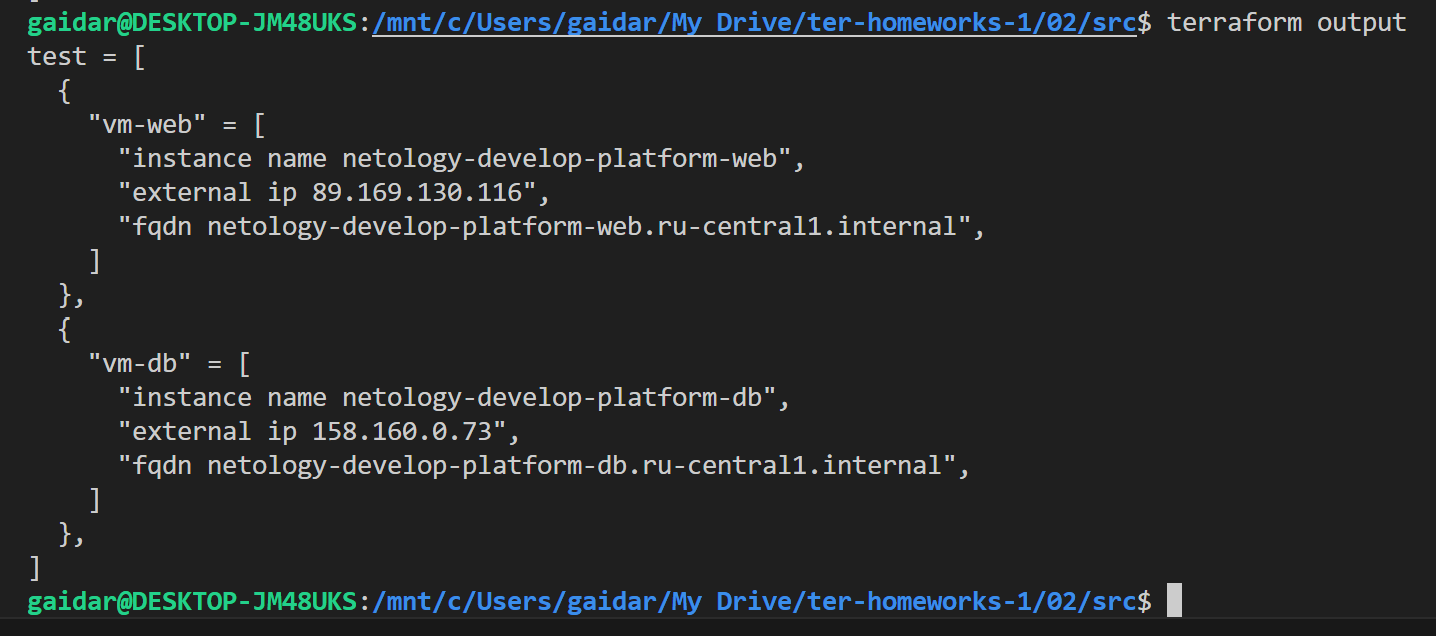 gaidar@DESKTOP-JM48UKS:/mnt/c/Users/gaidar/My Drive/ter-homeworks-1/02/src$ terraform output
test = [
  {
    "vm-web" = [
      "instance name netology-develop-platform-web",
      "external ip 89.169.130.116",
      "fqdn netology-develop-platform-web.ru-central1.internal",
    ]
  },
  {
    "vm-db" = [
      "instance name netology-develop-platform-db",
      "external ip 158.160.0.73",
      "fqdn netology-develop-platform-db.ru-central1.internal",
    ]
  },
]
gaidar@DESKTOP-JM48UKS:/mnt/c/Users/gaidar/My Drive/ter-homeworks-1/02/src$